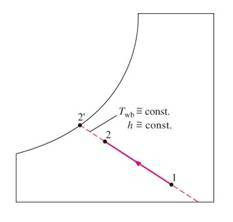 2'
T_wb ≅ const.
2
h ≅ const.
1